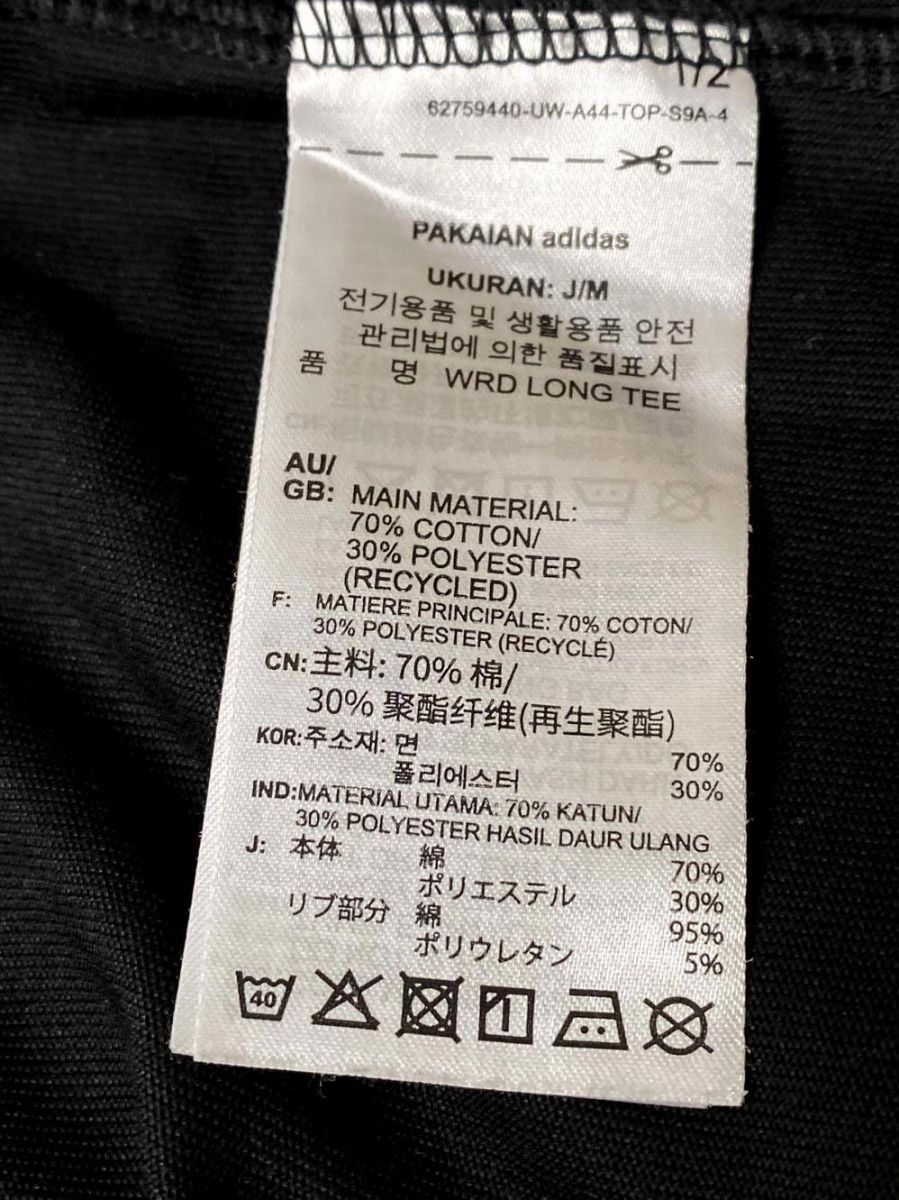 1/2
62759440-UW-A44-TOP-S9A-4
PAKAIAN adidas
UKURAN: J/M
전기용품 및 생활용품 안전
관리법에 의한 품질표시
품 명 WRD LONG TEE
AU/
GB: MAIN MATERIAL:
70% COTTON/
30% POLYESTER
(RECYCLED)
F: MATIERE PRINCIPALE: 70% COTON/
30% POLYESTER (RECYCLÉ)
CN: 主料: 70% 棉/
30% 聚酯纤维(再生聚酯)
KOR: 주소재: 면 70%
폴리에스터 30%
IND: MATERIAL UTAMA: 70% KATUN/
30% POLYESTER HASIL DAUR ULANG
J: 本体 綿 70%
ポリエステル 30%
リブ部分 綿 95%
ポリウレタン 5%
40